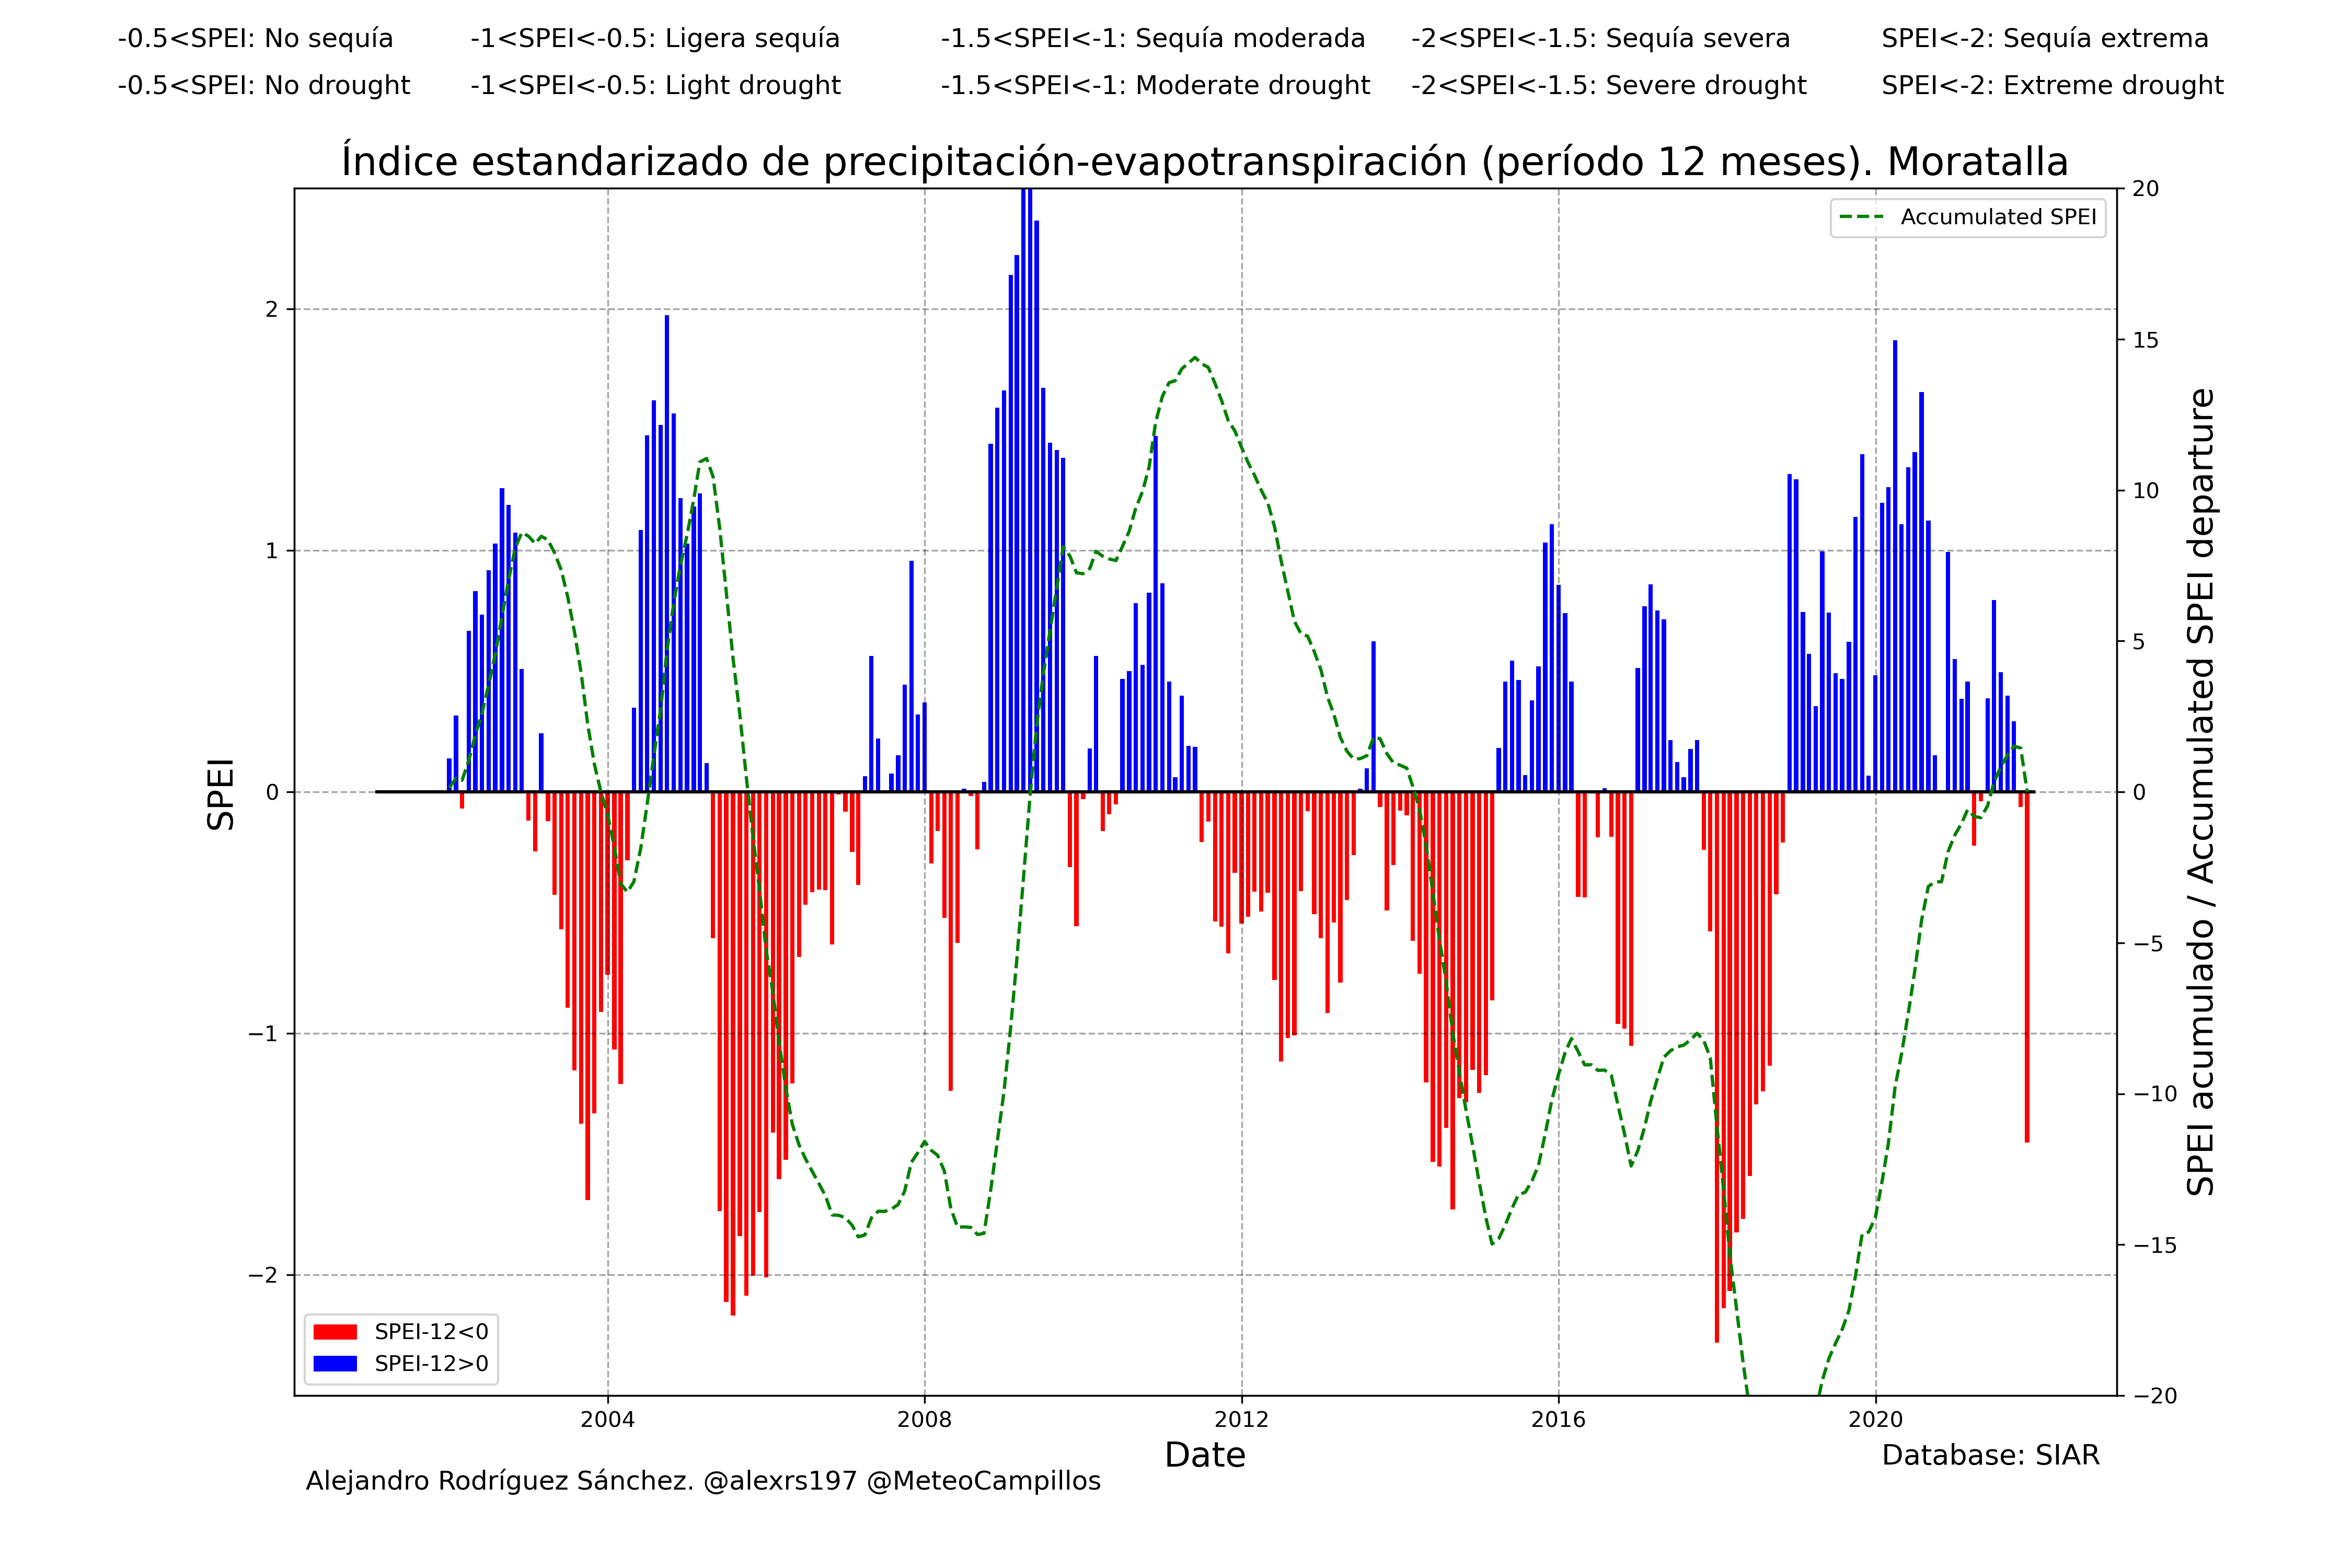 -0.5<SPEI: No sequía -1<SPEI<-0.5: Ligera sequía -1.5<SPEI<-1: Sequía moderada -2<SPEI<-1.5: Sequía severa SPEI<-2: Sequía extrema
-0.5<SPEI: No drought -1<SPEI<-0.5: Light drought -1.5<SPEI<-1: Moderate drought -2<SPEI<-1.5: Severe drought SPEI<-2: Extreme drought
Índice estandarizado de precipitación-evapotranspiración (período 12 meses). Moratalla
Accumulated SPEI
SPEI
2
1
0
−1
−2
20
15
10
5
0
−5
−10
−15
−20
SPEI acumulado / Accumulated SPEI departure
SPEI-12<0
SPEI-12>0
2004 2008 2012 2016 2020
Date
Database: SIAR
Alejandro Rodríguez Sánchez. @alexrs197 @MeteoCampillos